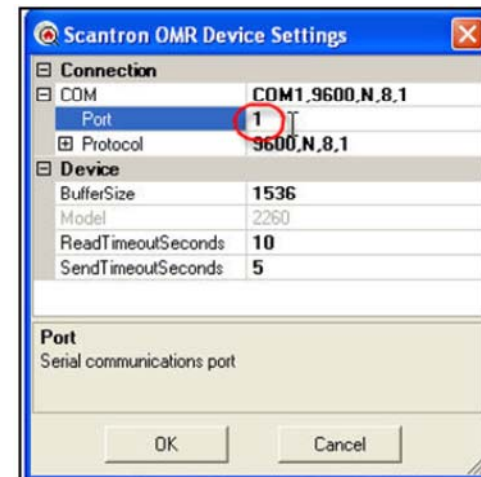 Scantron OMR Device Settings
Connection
COM COM1,9600,N,8,1
Port 1
Protocol 9600,N,8,1
Device
BufferSize 1536
Model 2260
ReadTimeoutSeconds 10
SendTimeoutSeconds 5
Port
Serial communications port
OK Cancel